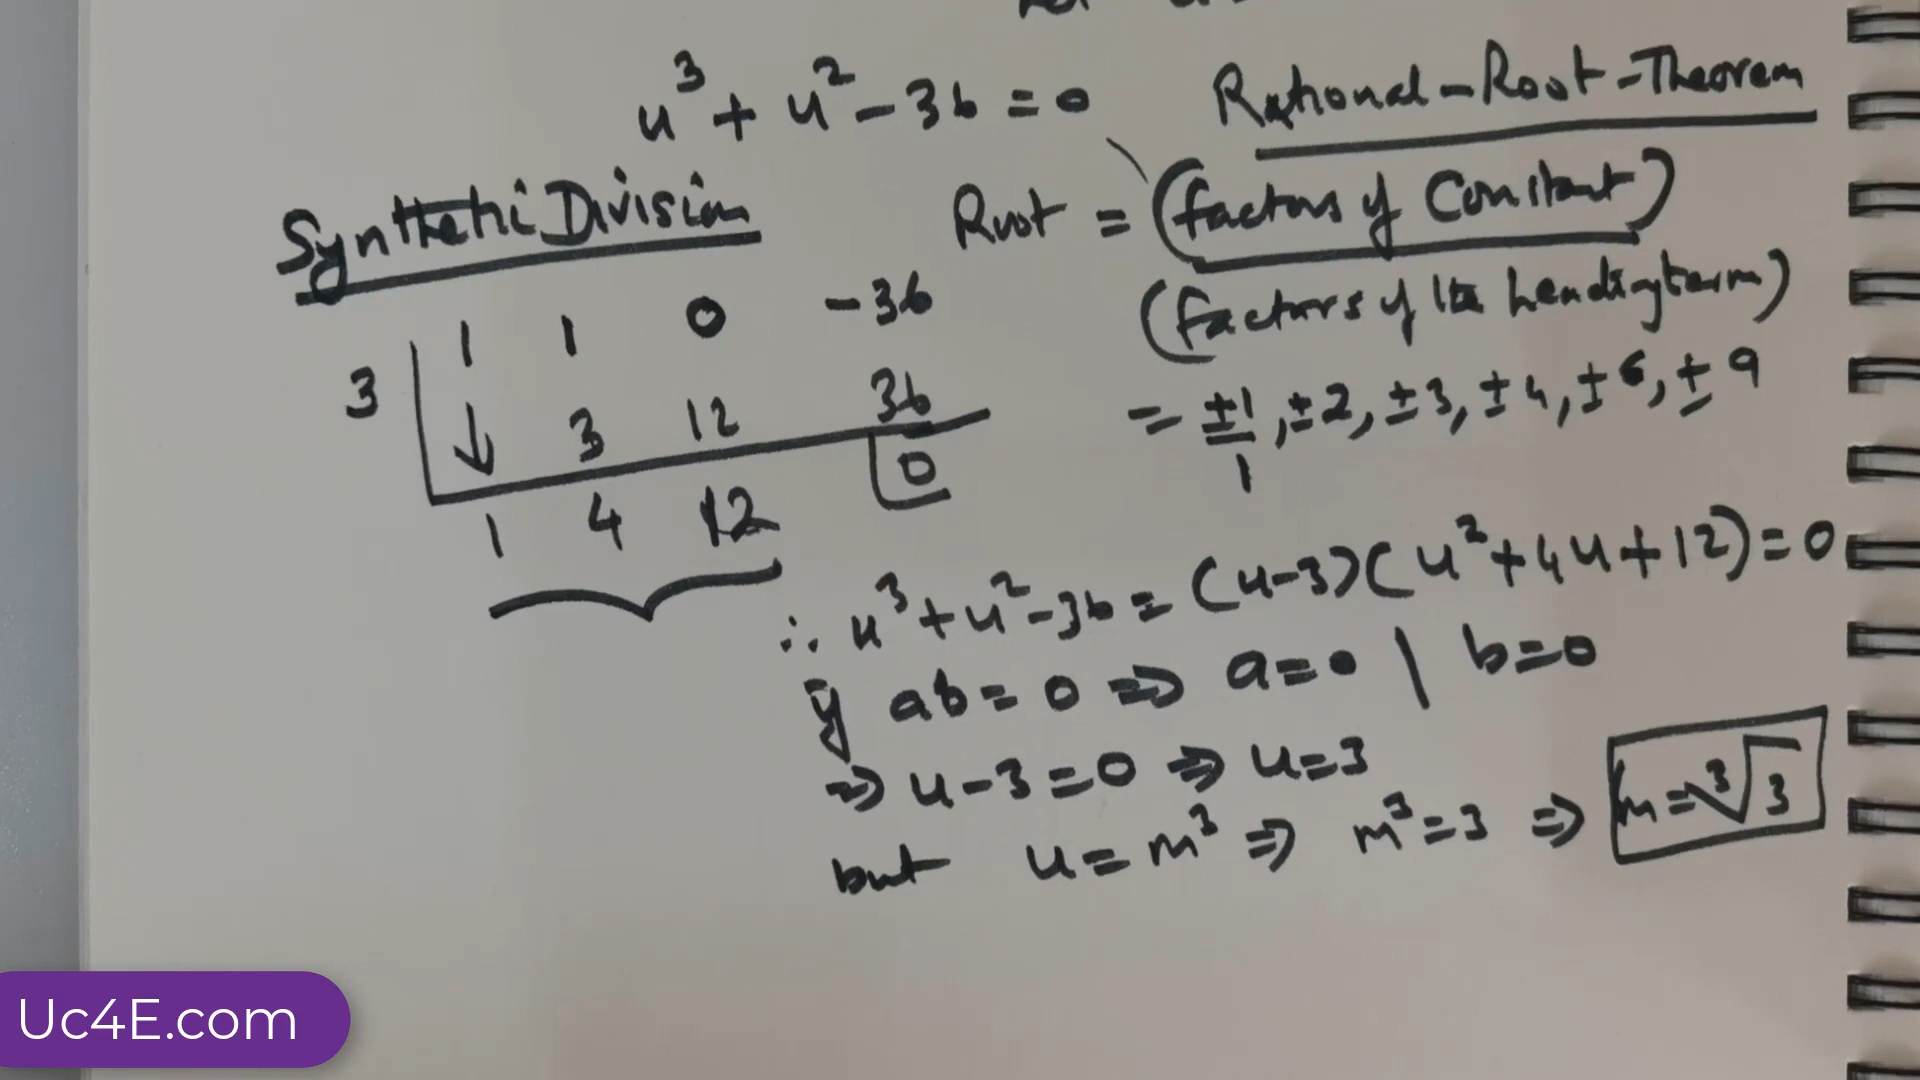 u³ + u² - 36 = 0
Rational-Root-Theorem
Synthetic Division
Root = (factors of Constant)
(factors of the Leading term)
1 1 0 -36
3 ↓ 3 12 36
1 4 12 0
= ±1/1, ±2, ±3, ±4, ±6, ±9
∴ u³ + u² - 36 = (u-3)(u² + 4u + 12) = 0
if ab = 0 ⇒ a = 0 | b = 0
⇒ u - 3 = 0 ⇒ u = 3
but u = m³ ⇒ m³ = 3 ⇒ m = ³√3
Uc4E.com